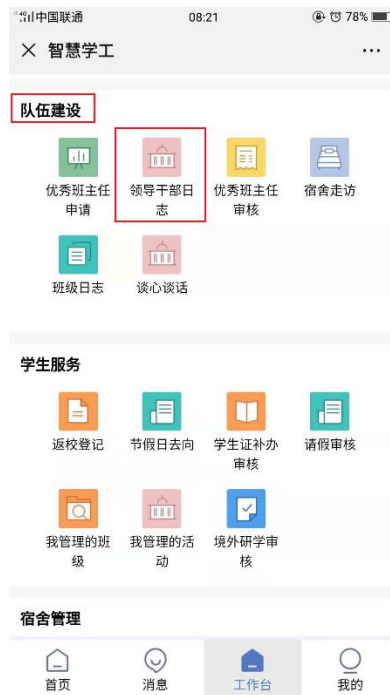 中国联通 08:21 78%
智慧学工
队伍建设
优秀班主任 领导干部日 优秀班主任 宿舍走访
申请 志 审核
班级日志 谈心谈话
学生服务
返校登记 节假日去向 学生证补办 请假审核
审核
我管理的班 我管理的活 境外研学审
级 动 核
宿舍管理
首页 消息 工作台 我的